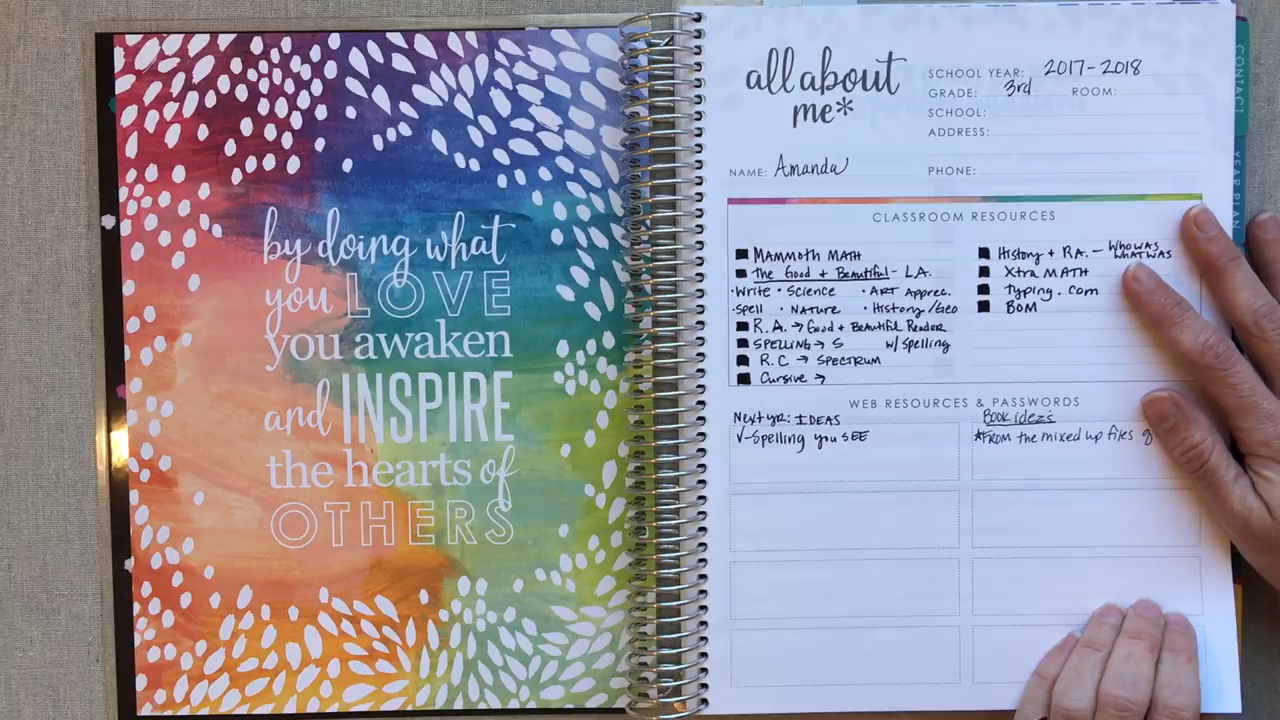 by doing what
you LOVE
you awaken
and INSPIRE
the hearts of
OTHERS
all about
me*
SCHOOL YEAR: 2017-2018
GRADE: 3rd ROOM:
SCHOOL:
ADDRESS:
NAME: Amanda
PHONE:
CLASSROOM RESOURCES
MAMMOTH MATH
The Good + Beautiful - L.A.
·Write ·Science ·ART Apprec.
·Spell ·NATURE ·History/Geo
R.A. → Good + Beautiful Reader
SPELLING → S w/ spelling
R.C → SPECTRUM
Cursive →
History + R.A. - WHO WAS
WHAT WAS
Xtra MATH
Typing.com
BOM
WEB RESOURCES & PASSWORDS
Next yr: IDEAS
√-Spelling you SEE
Book ideas:
*FROM the mixed up files of
CONTACT
YEAR PLAN